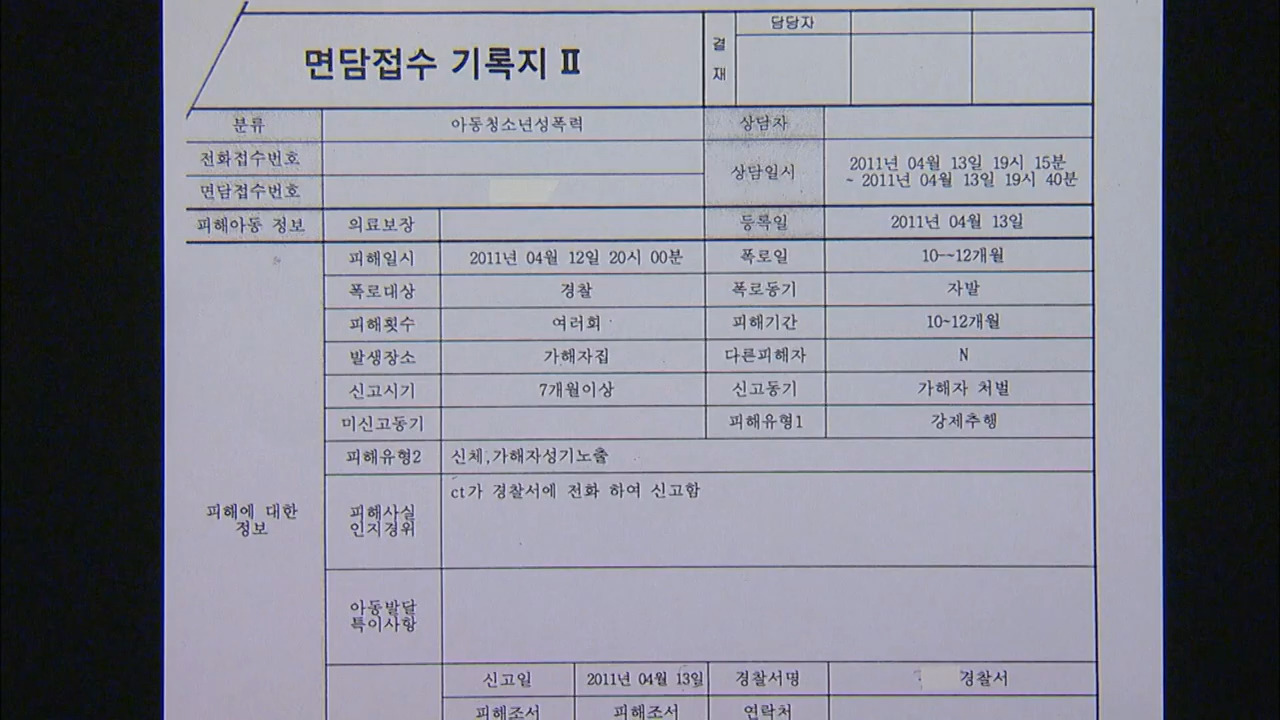 면담접수 기록지 Ⅱ
결재
담당자
분류 아동청소년성폭력 상담자
전화접수번호 상담일시 2011년 04월 13일 19시 15분
~ 2011년 04월 13일 19시 40분
면담접수번호
피해아동 정보 의료보장 등록일 2011년 04월 13일
피해일시 2011년 04월 12일 20시 00분 폭로일 10~~12개월
폭로대상 경찰 폭로동기 자발
피해횟수 여러회 피해기간 10~12개월
발생장소 가해자집 다른피해자 N
신고시기 7개월이상 신고동기 가해자 처벌
미신고동기 피해유형1 강제추행
피해유형2 신체,가해자성기노출
피해에 대한
정보
피해사실
인지경위
ct가 경찰서에 전화 하여 신고함
아동발달
특이사항
신고일 2011년 04월 13일 경찰서명 경찰서
피해조서 피해조서 연락처